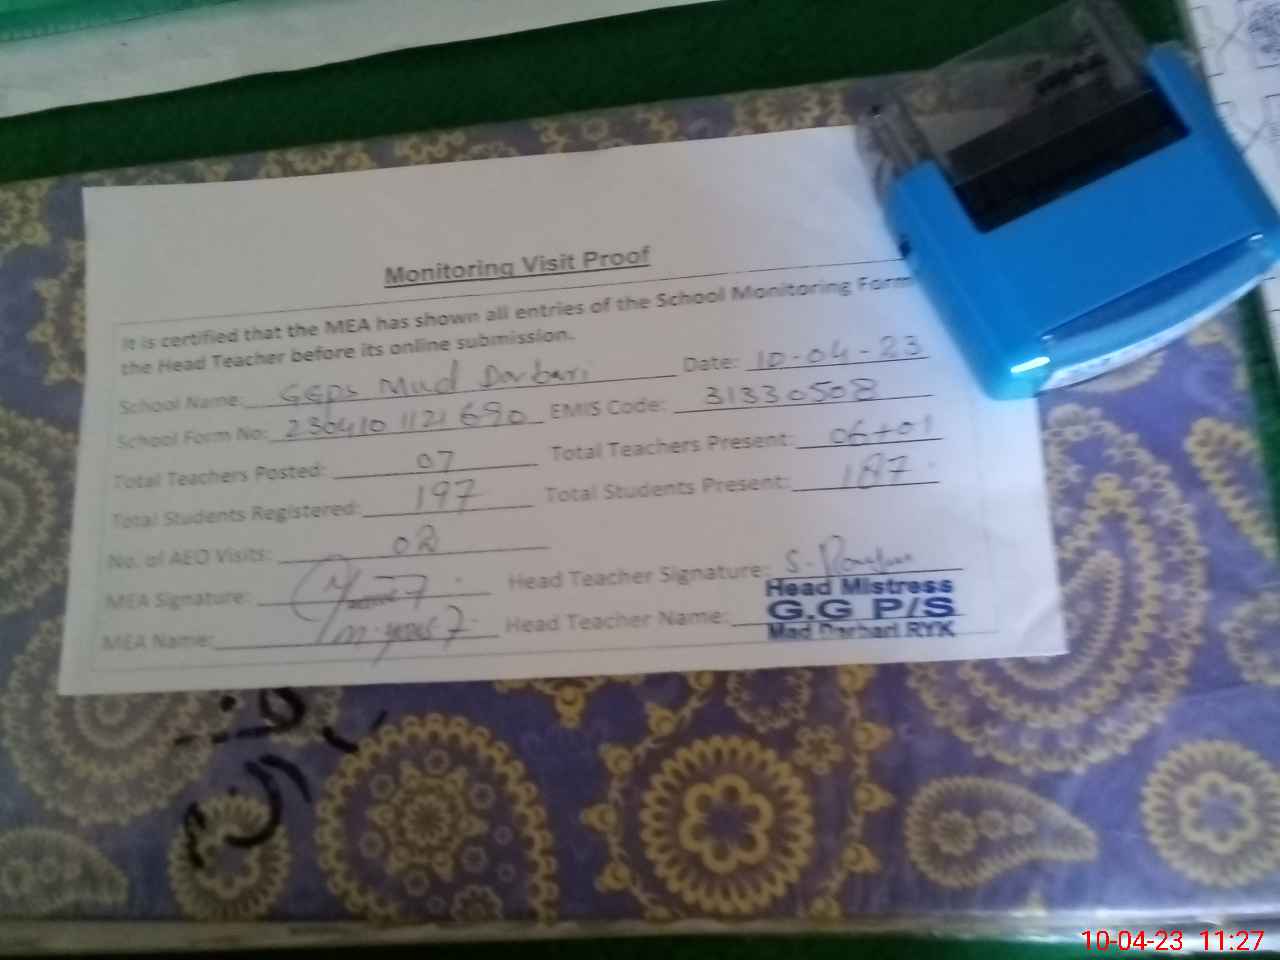 Monitoring Visit Proof
It is certified that the MEA has shown all entries of the School Monitoring Form
the Head Teacher before its online submission.
School Name: GGPS Mud Darbari Date: 10-04-23
School Form No: 230410 1121 690 EMIS Code: 31330508
Total Teachers Posted: 07 Total Teachers Present: 06+01
Total Students Registered: 197 Total Students Present: 187
No. of AEO Visits: 02
MEA Signature: Head Teacher Signature: S.
MEA Name: Head Teacher Name:
Head Mistress
G.G P/S
Mad Darbari RYK
10-04-23 11:27